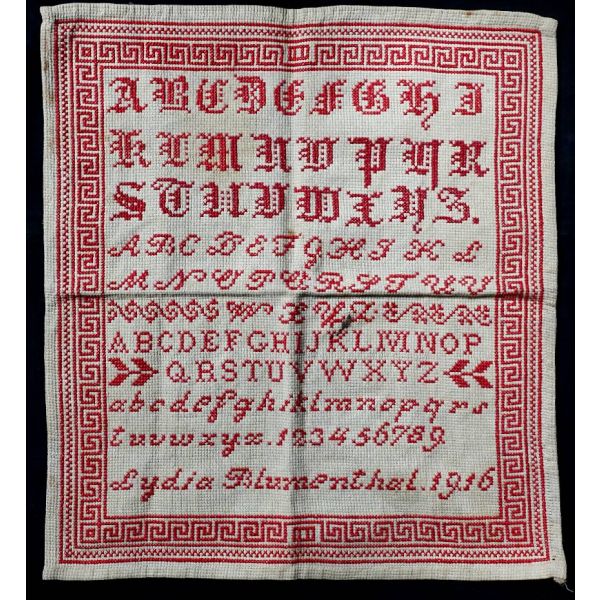 A B C D E F G H I
K L M N O P Q R
S T U V W X Y Z.
A B C D E F G H I K L
M N O P Q R S T U V
W X Y Z
ABCDEFGHIJKLMNOP
QRSTUVWXYZ
abcdefghiklmnopqrs
tuvwxyz.123456789.
Lydia Blumenthal.1916